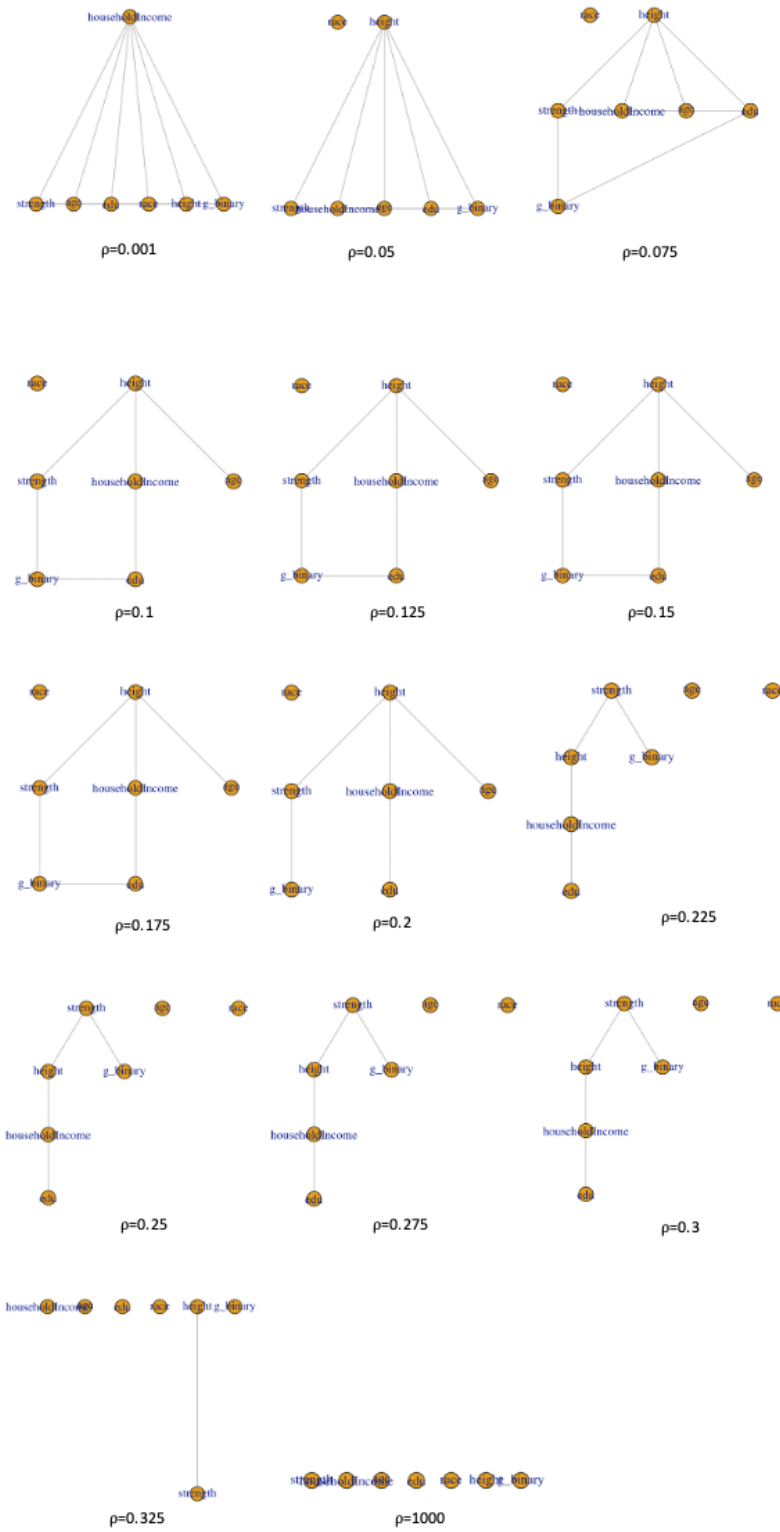 householdIncome
strength age edu race height g_binary
ρ=0.001
race height
strength householdIncome age edu g_binary
ρ=0.05
race height
strength householdIncome age edu
g_binary
ρ=0.075
race height
strength householdIncome age
g_binary edu
ρ=0.1
race height
strength householdIncome age
g_binary edu
ρ=0.125
race height
strength householdIncome age
g_binary edu
ρ=0.15
race height
strength householdIncome age
g_binary edu
ρ=0.175
race height
strength householdIncome age
g_binary edu
ρ=0.2
strength age race
height g_binary
householdIncome
edu
ρ=0.225
strength age race
height g_binary
householdIncome
edu
ρ=0.25
strength age race
height g_binary
householdIncome
edu
ρ=0.275
strength age rac
height g_binary
householdIncome
edu
ρ=0.3
householdIncome age edu race height g_binary
strength
ρ=0.325
strength householdIncome age edu race height g_binary
ρ=1000